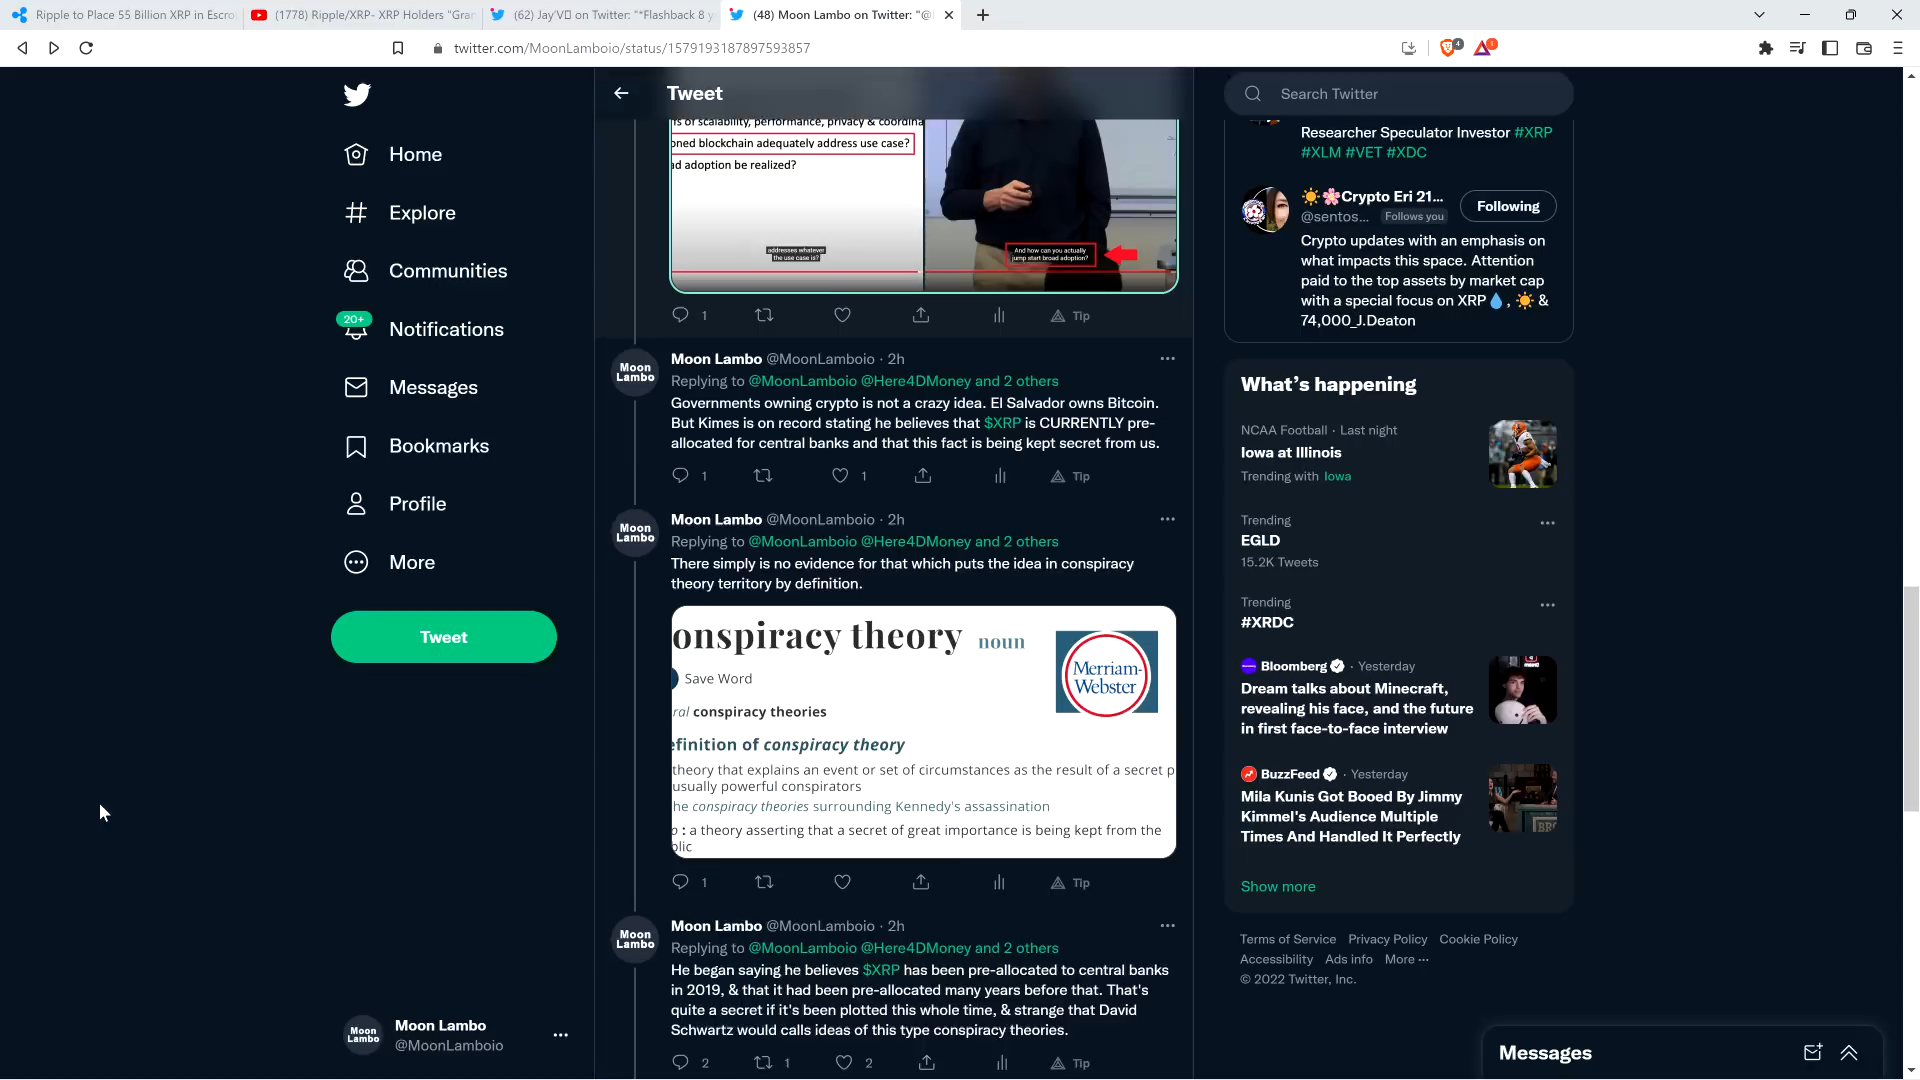 Ripple to Place 55 Billion XRP in Escro
(1778) Ripple/XRP- XRP Holders "Gran
(62) Jay'V on Twitter: "*Flashback 8 y
(48) Moon Lambo on Twitter: "@
twitter.com/MoonLamboio/status/1579193187897593857
4
1
Home
Explore
Communities
20+
Notifications
Messages
Bookmarks
Profile
More
Tweet
Moon Lambo
Moon Lambo
@MoonLamboio
Tweet
ns of scalability, performance, privacy & coordina
oned blockchain adequately address use case?
ad adoption be realized?
addresses whatever
the use case is?
And how can you actually
jump start broad adoption?
1
Tip
Moon Lambo
Moon Lambo @MoonLamboio · 2h
Replying to @MoonLamboio @Here4DMoney and 2 others
Governments owning crypto is not a crazy idea. El Salvador owns Bitcoin.
But Kimes is on record stating he believes that $XRP is CURRENTLY pre-
allocated for central banks and that this fact is being kept secret from us.
1 1 Tip
Moon Lambo
Moon Lambo @MoonLamboio · 2h
Replying to @MoonLamboio @Here4DMoney and 2 others
There simply is no evidence for that which puts the idea in conspiracy
theory territory by definition.
onspiracy theory noun
Merriam-
Webster
Save Word
ral conspiracy theories
efinition of conspiracy theory
theory that explains an event or set of circumstances as the result of a secret p
usually powerful conspirators
he conspiracy theories surrounding Kennedy's assassination
: a theory asserting that a secret of great importance is being kept from the
blic
1 Tip
Moon Lambo
Moon Lambo @MoonLamboio · 2h
Replying to @MoonLamboio @Here4DMoney and 2 others
He began saying he believes $XRP has been pre-allocated to central banks
in 2019, & that it had been pre-allocated many years before that. That's
quite a secret if it's been plotted this whole time, & strange that David
Schwartz would calls ideas of this type conspiracy theories.
2 1 2 Tip
Search Twitter
Researcher Speculator Investor #XRP
#XLM #VET #XDC
☀️🌸Crypto Eri 21...
@sentos... Follows you
Following
Crypto updates with an emphasis on
what impacts this space. Attention
paid to the top assets by market cap
with a special focus on XRP💧, ☀️ &
74,000_J.Deaton
What's happening
NCAA Football · Last night
Iowa at Illinois
Trending with Iowa
Trending
EGLD
15.2K Tweets
Trending
#XRDC
Bloomberg · Yesterday
Dream talks about Minecraft,
revealing his face, and the future
in first face-to-face interview
BuzzFeed · Yesterday
Mila Kunis Got Booed By Jimmy
Kimmel's Audience Multiple
Times And Handled It Perfectly
Show more
Terms of Service Privacy Policy Cookie Policy
Accessibility Ads info More ···
© 2022 Twitter, Inc.
Messages